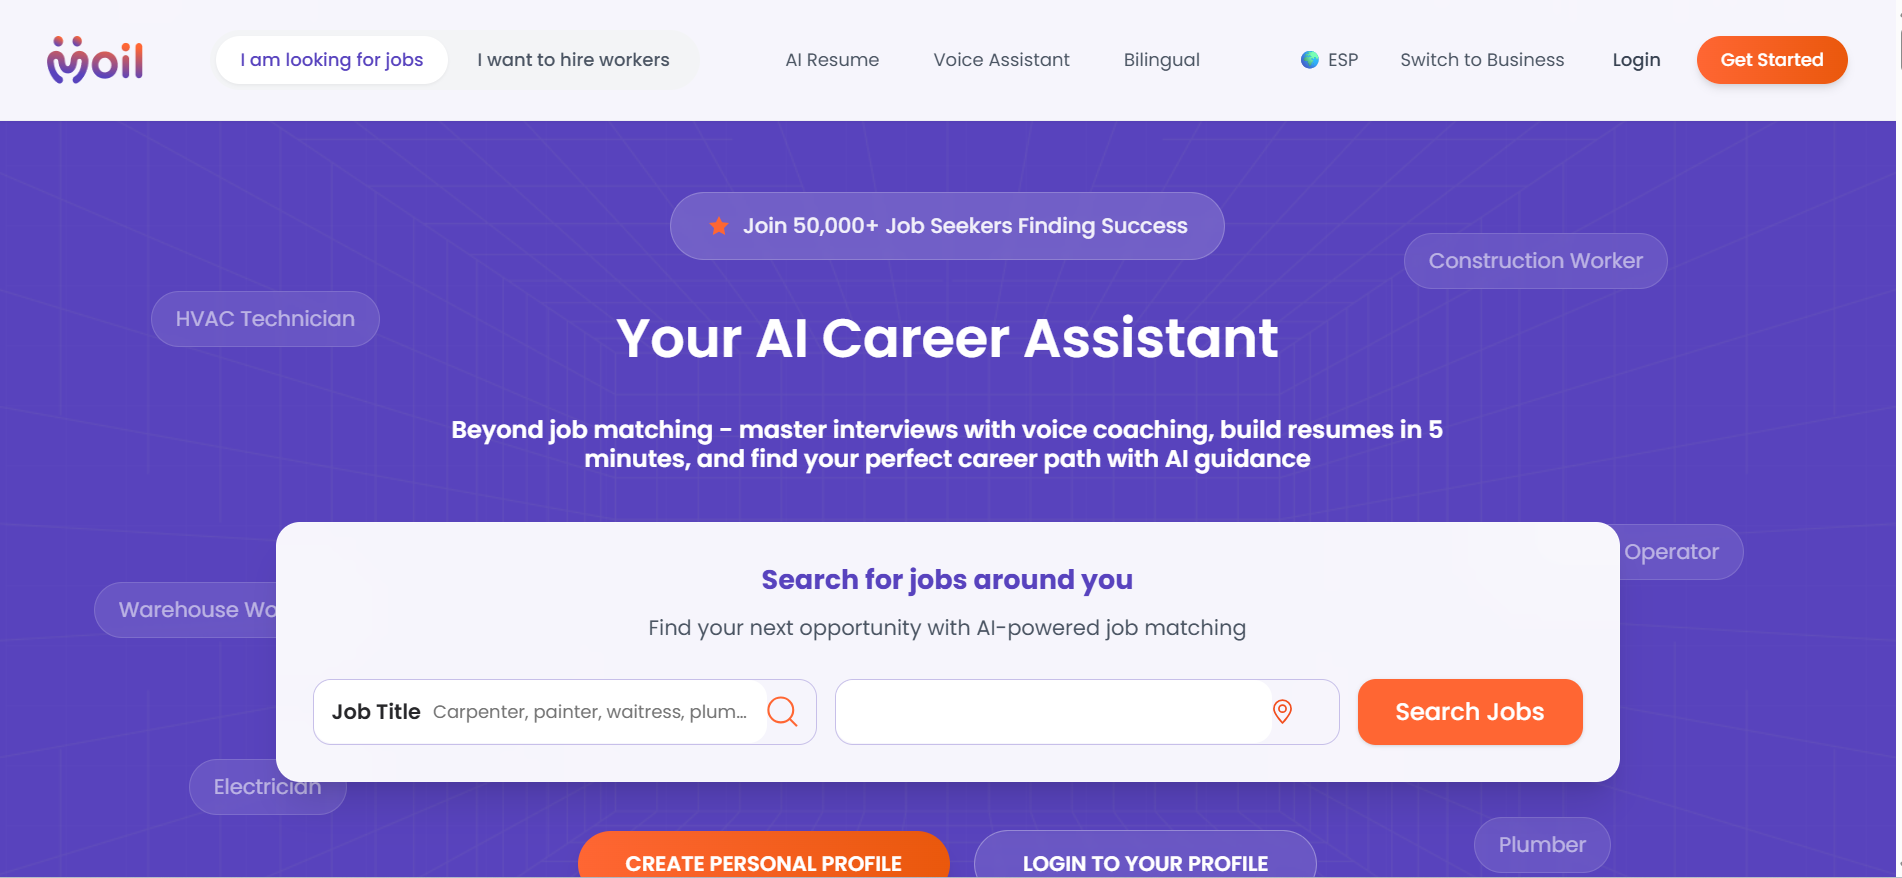 Moil
I am looking for jobs
I want to hire workers
AI Resume
Voice Assistant
Bilingual
ESP
Switch to Business
Login
Get Started
Join 50,000+ Job Seekers Finding Success
Construction Worker
HVAC Technician
Your AI Career Assistant
Beyond job matching - master interviews with voice coaching, build resumes in 5
minutes, and find your perfect career path with AI guidance
Operator
Search for jobs around you
Warehouse Wo
Find your next opportunity with AI-powered job matching
Job Title
Carpenter, painter, waitress, plum...
Search Jobs
Electrician
Plumber
CREATE PERSONAL PROFILE
LOGIN TO YOUR PROFILE